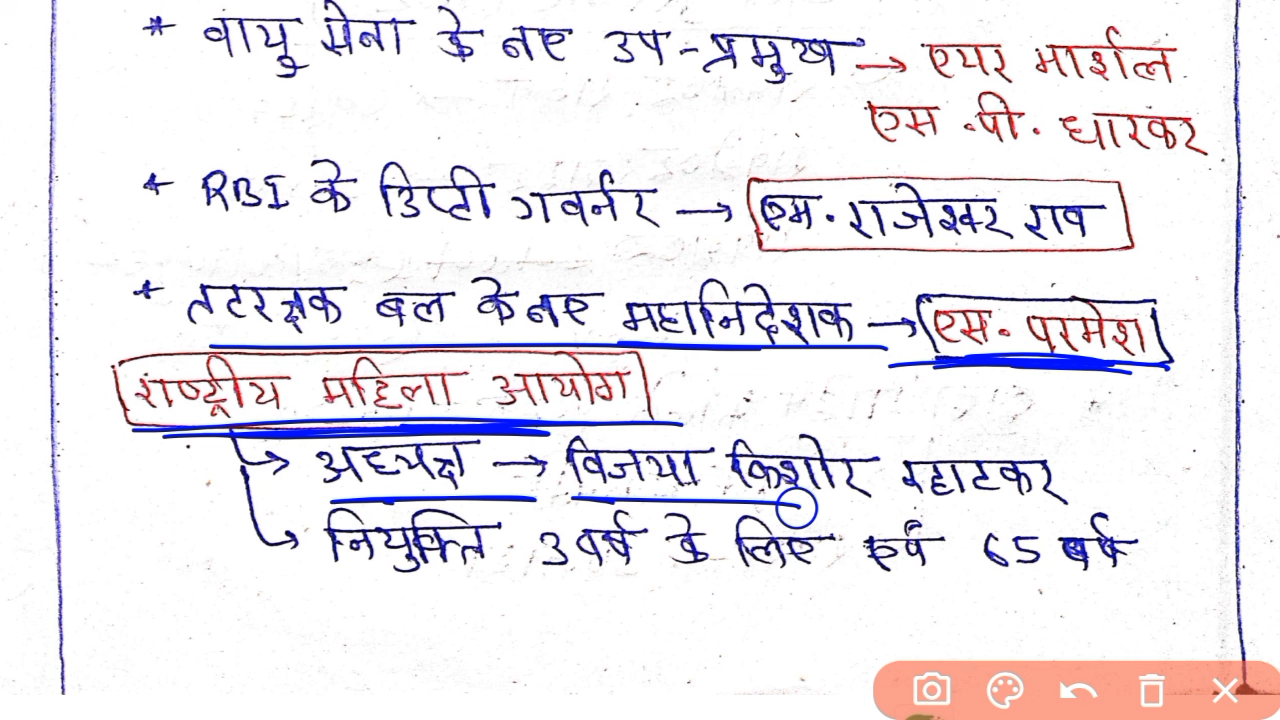 * वायु सेना के नए उप-प्रमुख → एयर मार्शल
एस.पी. धारकर
* RBI के डिप्टी गवर्नर → एम. राजेश्वर राव
* तटरक्षक बल के नए महानिदेशक → एस. परमेश
राष्ट्रीय महिला आयोग
↳ अध्यक्ष → विजया किशोर रहाटकर
↳ नियुक्ति 3 वर्ष के लिए एवं 65 वर्ष